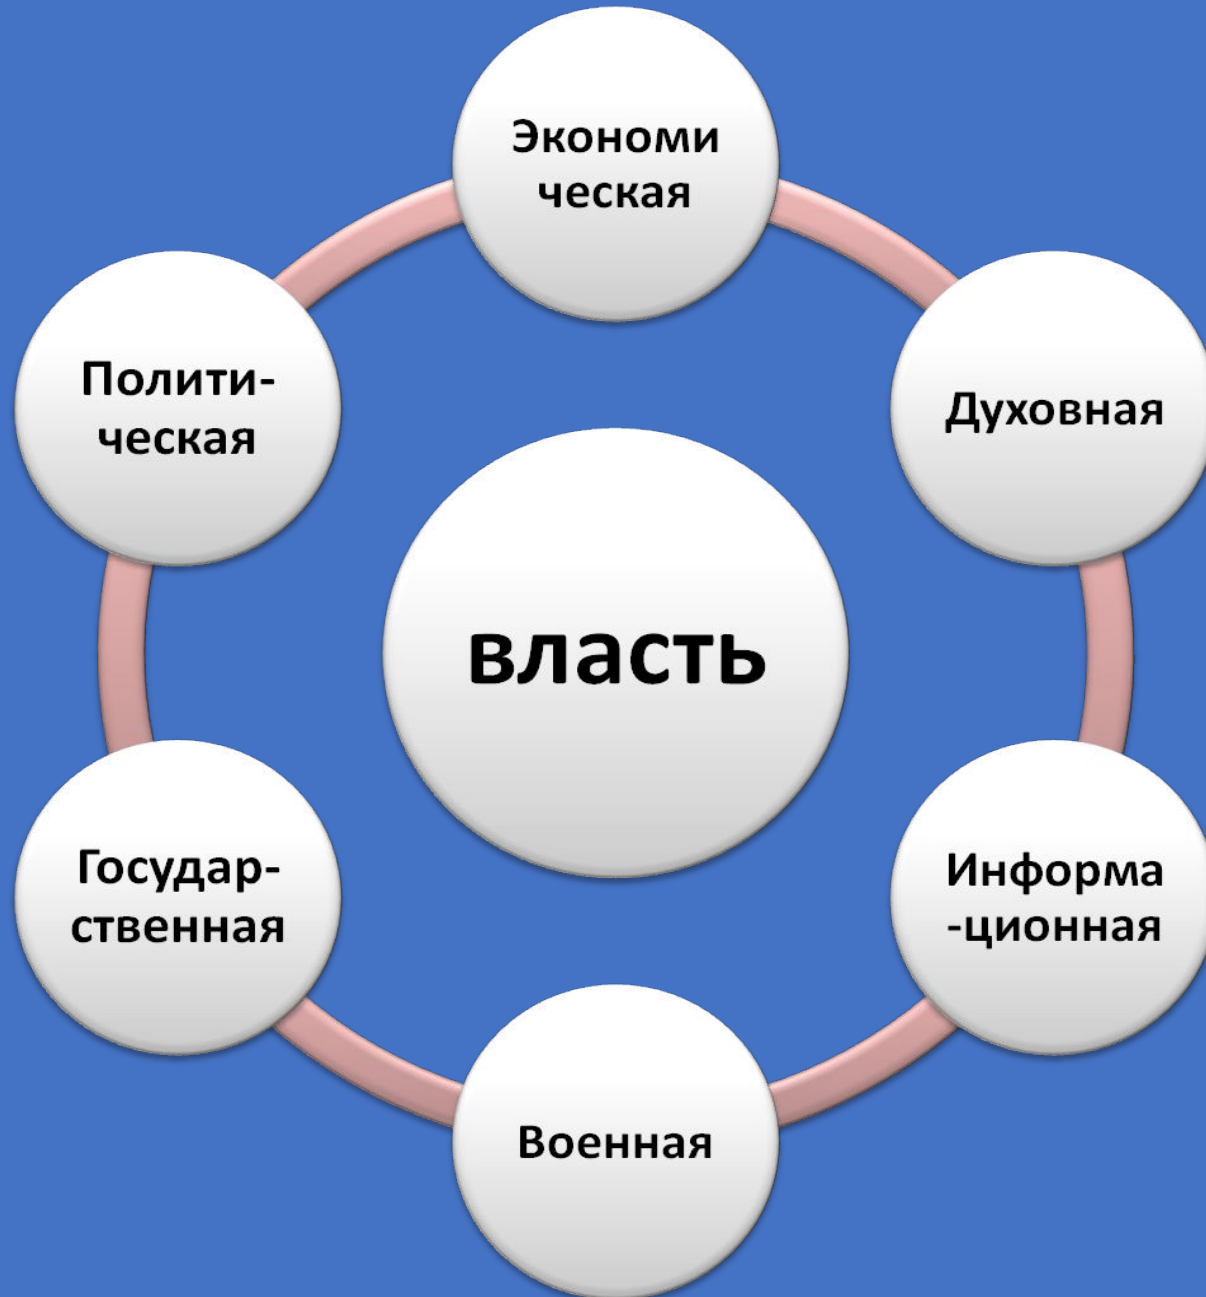 Экономи
ческая
Полити-
ческая
Духовная
власть
Государ-
ственная
Информа
-ционная
Военная